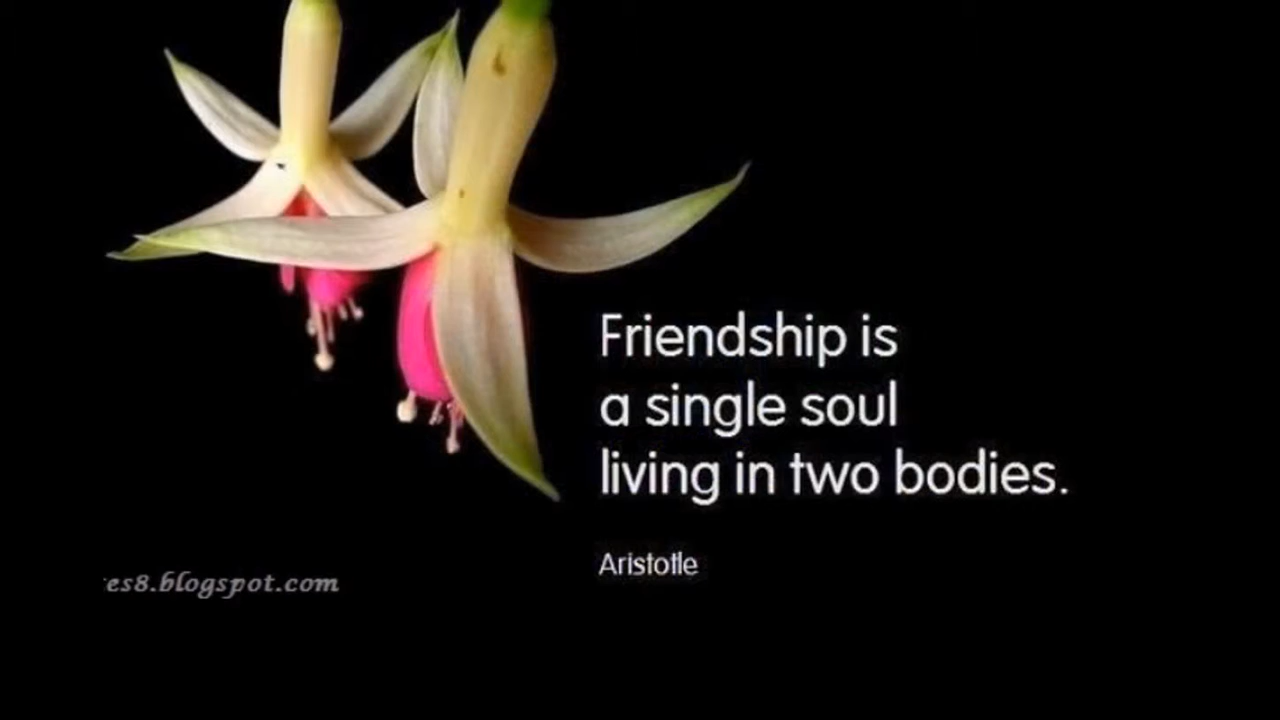 Friendship is
a single soul
living in two bodies.
Aristotle
es8.blogspot.com